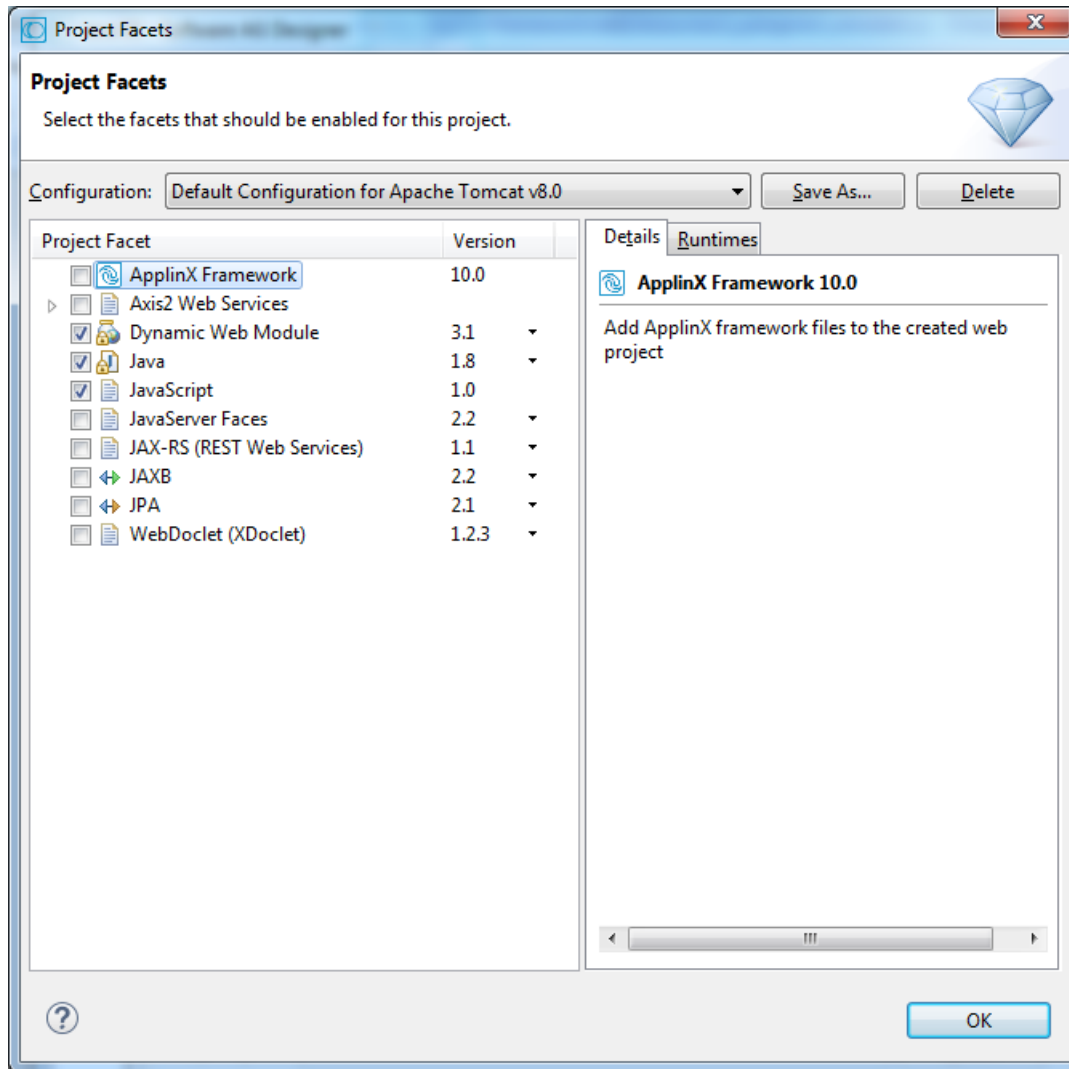 Project Facets
Project Facets
Select the facets that should be enabled for this project.
Configuration: Default Configuration for Apache Tomcat v8.0 Save As... Delete
Project Facet Version
ApplinX Framework 10.0
Axis2 Web Services
Dynamic Web Module 3.1
Java 1.8
JavaScript 1.0
JavaServer Faces 2.2
JAX-RS (REST Web Services) 1.1
JAXB 2.2
JPA 2.1
WebDoclet (XDoclet) 1.2.3
Details Runtimes
ApplinX Framework 10.0
Add ApplinX framework files to the created web
project
OK